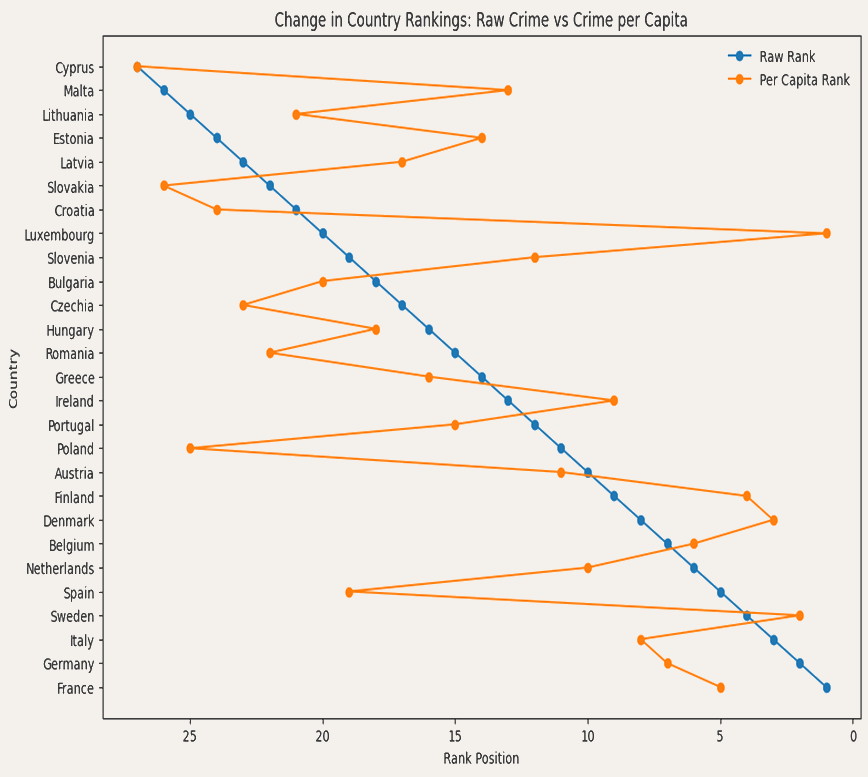 Change in Country Rankings: Raw Crime vs Crime per Capita
Raw Rank
Per Capita Rank
Country
Cyprus
Malta
Lithuania
Estonia
Latvia
Slovakia
Croatia
Luxembourg
Slovenia
Bulgaria
Czechia
Hungary
Romania
Greece
Ireland
Portugal
Poland
Austria
Finland
Denmark
Belgium
Netherlands
Spain
Sweden
Italy
Germany
France
25 20 15 10 5 0
Rank Position